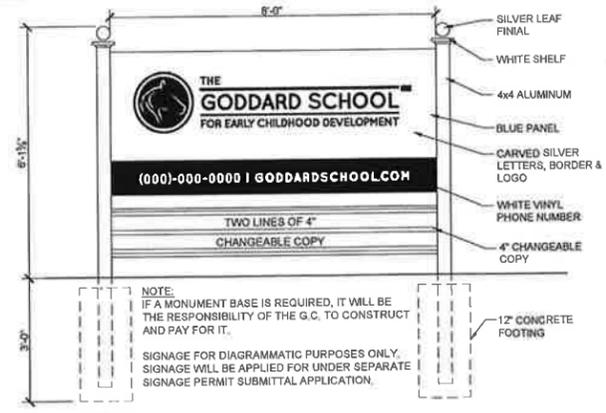 8'-0"
SILVER LEAF
FINIAL
WHITE SHELF
4x4 ALUMINUM
BLUE PANEL
CARVED SILVER
LETTERS, BORDER &
LOGO
WHITE VINYL
PHONE NUMBER
4" CHANGEABLE
COPY
12" CONCRETE
FOOTING
THE
GODDARD SCHOOL
FOR EARLY CHILDHOOD DEVELOPMENT
(000)-000-0000 | GODDARDSCHOOL.COM
TWO LINES OF 4"
CHANGEABLE COPY
3'-0"
NOTE:
IF A MONUMENT BASE IS REQUIRED, IT WILL BE
THE RESPONSIBILITY OF THE G.C. TO CONSTRUCT
AND PAY FOR IT.
SIGNAGE FOR DIAGRAMMATIC PURPOSES ONLY.
SIGNAGE WILL BE APPLIED FOR UNDER SEPARATE
SIGNAGE PERMIT SUBMITTAL APPLICATION.